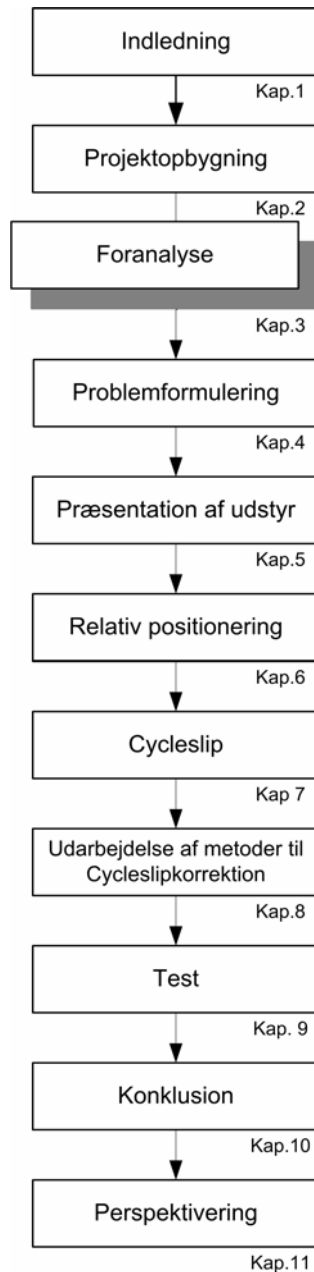 Indledning
Kap.1
Projektopbygning
Kap.2
Foranalyse
Kap.3
Problemformulering
Kap.4
Præsentation af udstyr
Kap.5
Relativ positionering
Kap.6
Cycleslip
Kap 7
Udarbejdelse af metoder til
Cycleslipkorrektion
Kap.8
Test
Kap. 9
Konklusion
Kap.10
Perspektivering
Kap.11